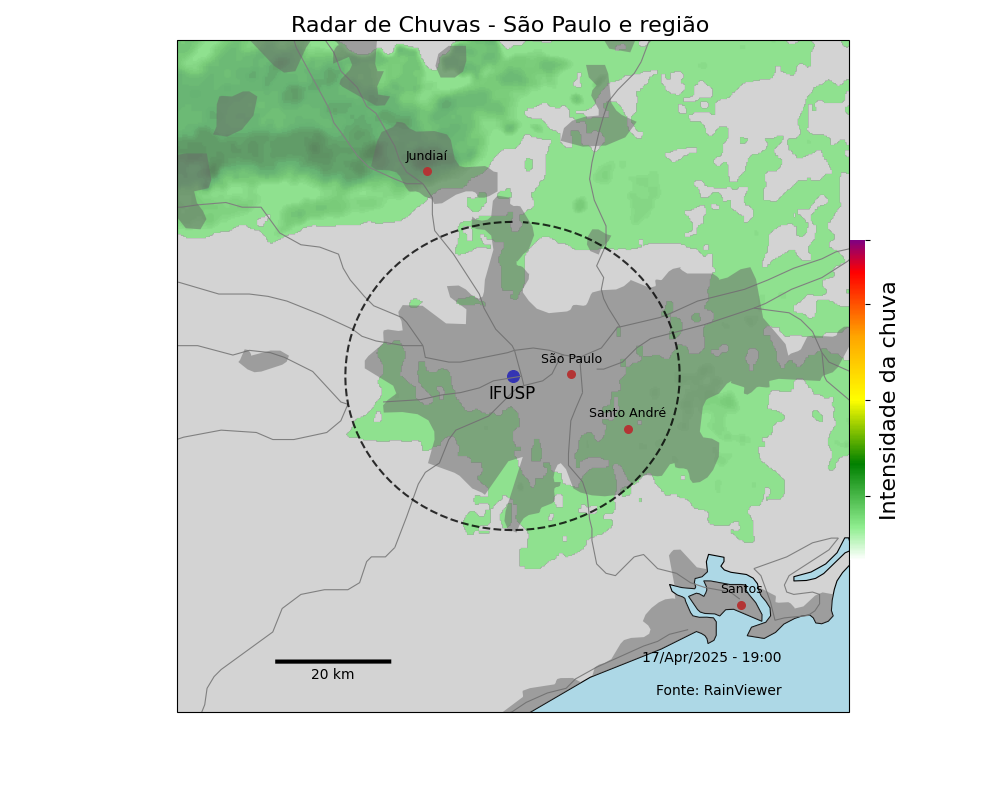 Radar de Chuvas - São Paulo e região
Jundiaí
São Paulo
IFUSP
Santo André
Intensidade da chuva
Santos
17/Apr/2025 - 19:00
20 km
Fonte: RainViewer